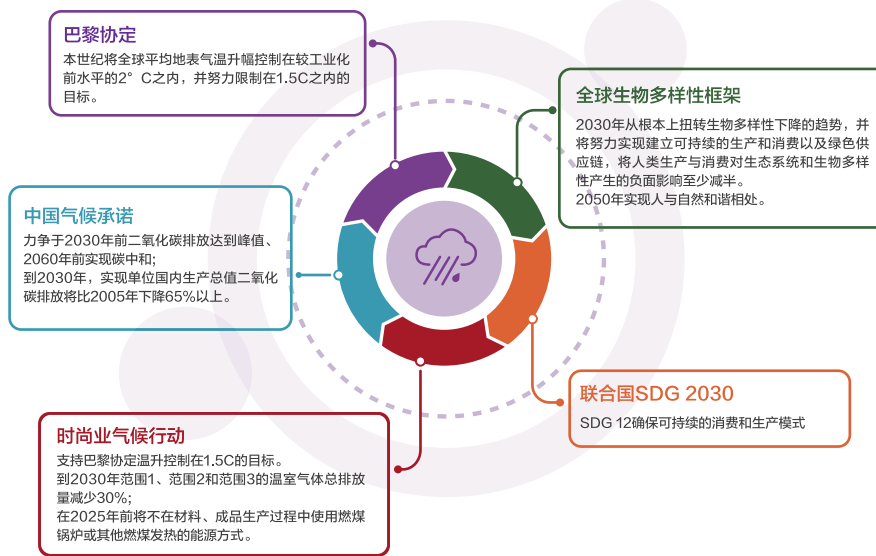 巴黎协定
本世纪将全球平均地表气温升幅控制在较工业化
前水平的2°C之内，并努力限制在1.5C之内的
目标。
全球生物多样性框架
2030年从根本上扭转生物多样性下降的趋势，并
将努力实现建立可持续的生产和消费以及绿色供
应链，将人类生产与消费对生态系统和生物多样
性产生的负面影响至少减半。
2050年实现人与自然和谐相处。
中国气候承诺
力争于2030年前二氧化碳排放达到峰值、
2060年前实现碳中和;
到2030年，实现单位国内生产总值二氧化
碳排放将比2005年下降65%以上。
联合国SDG 2030
SDG 12确保可持续的消费和生产模式
时尚业气候行动
支持巴黎协定温升控制在1.5C的目标。
到2030年范围1、范围2和范围3的温室气体总排放
量减少30%;
在2025年前将不在材料、成品生产过程中使用燃煤
锅炉或其他燃煤发热的能源方式。